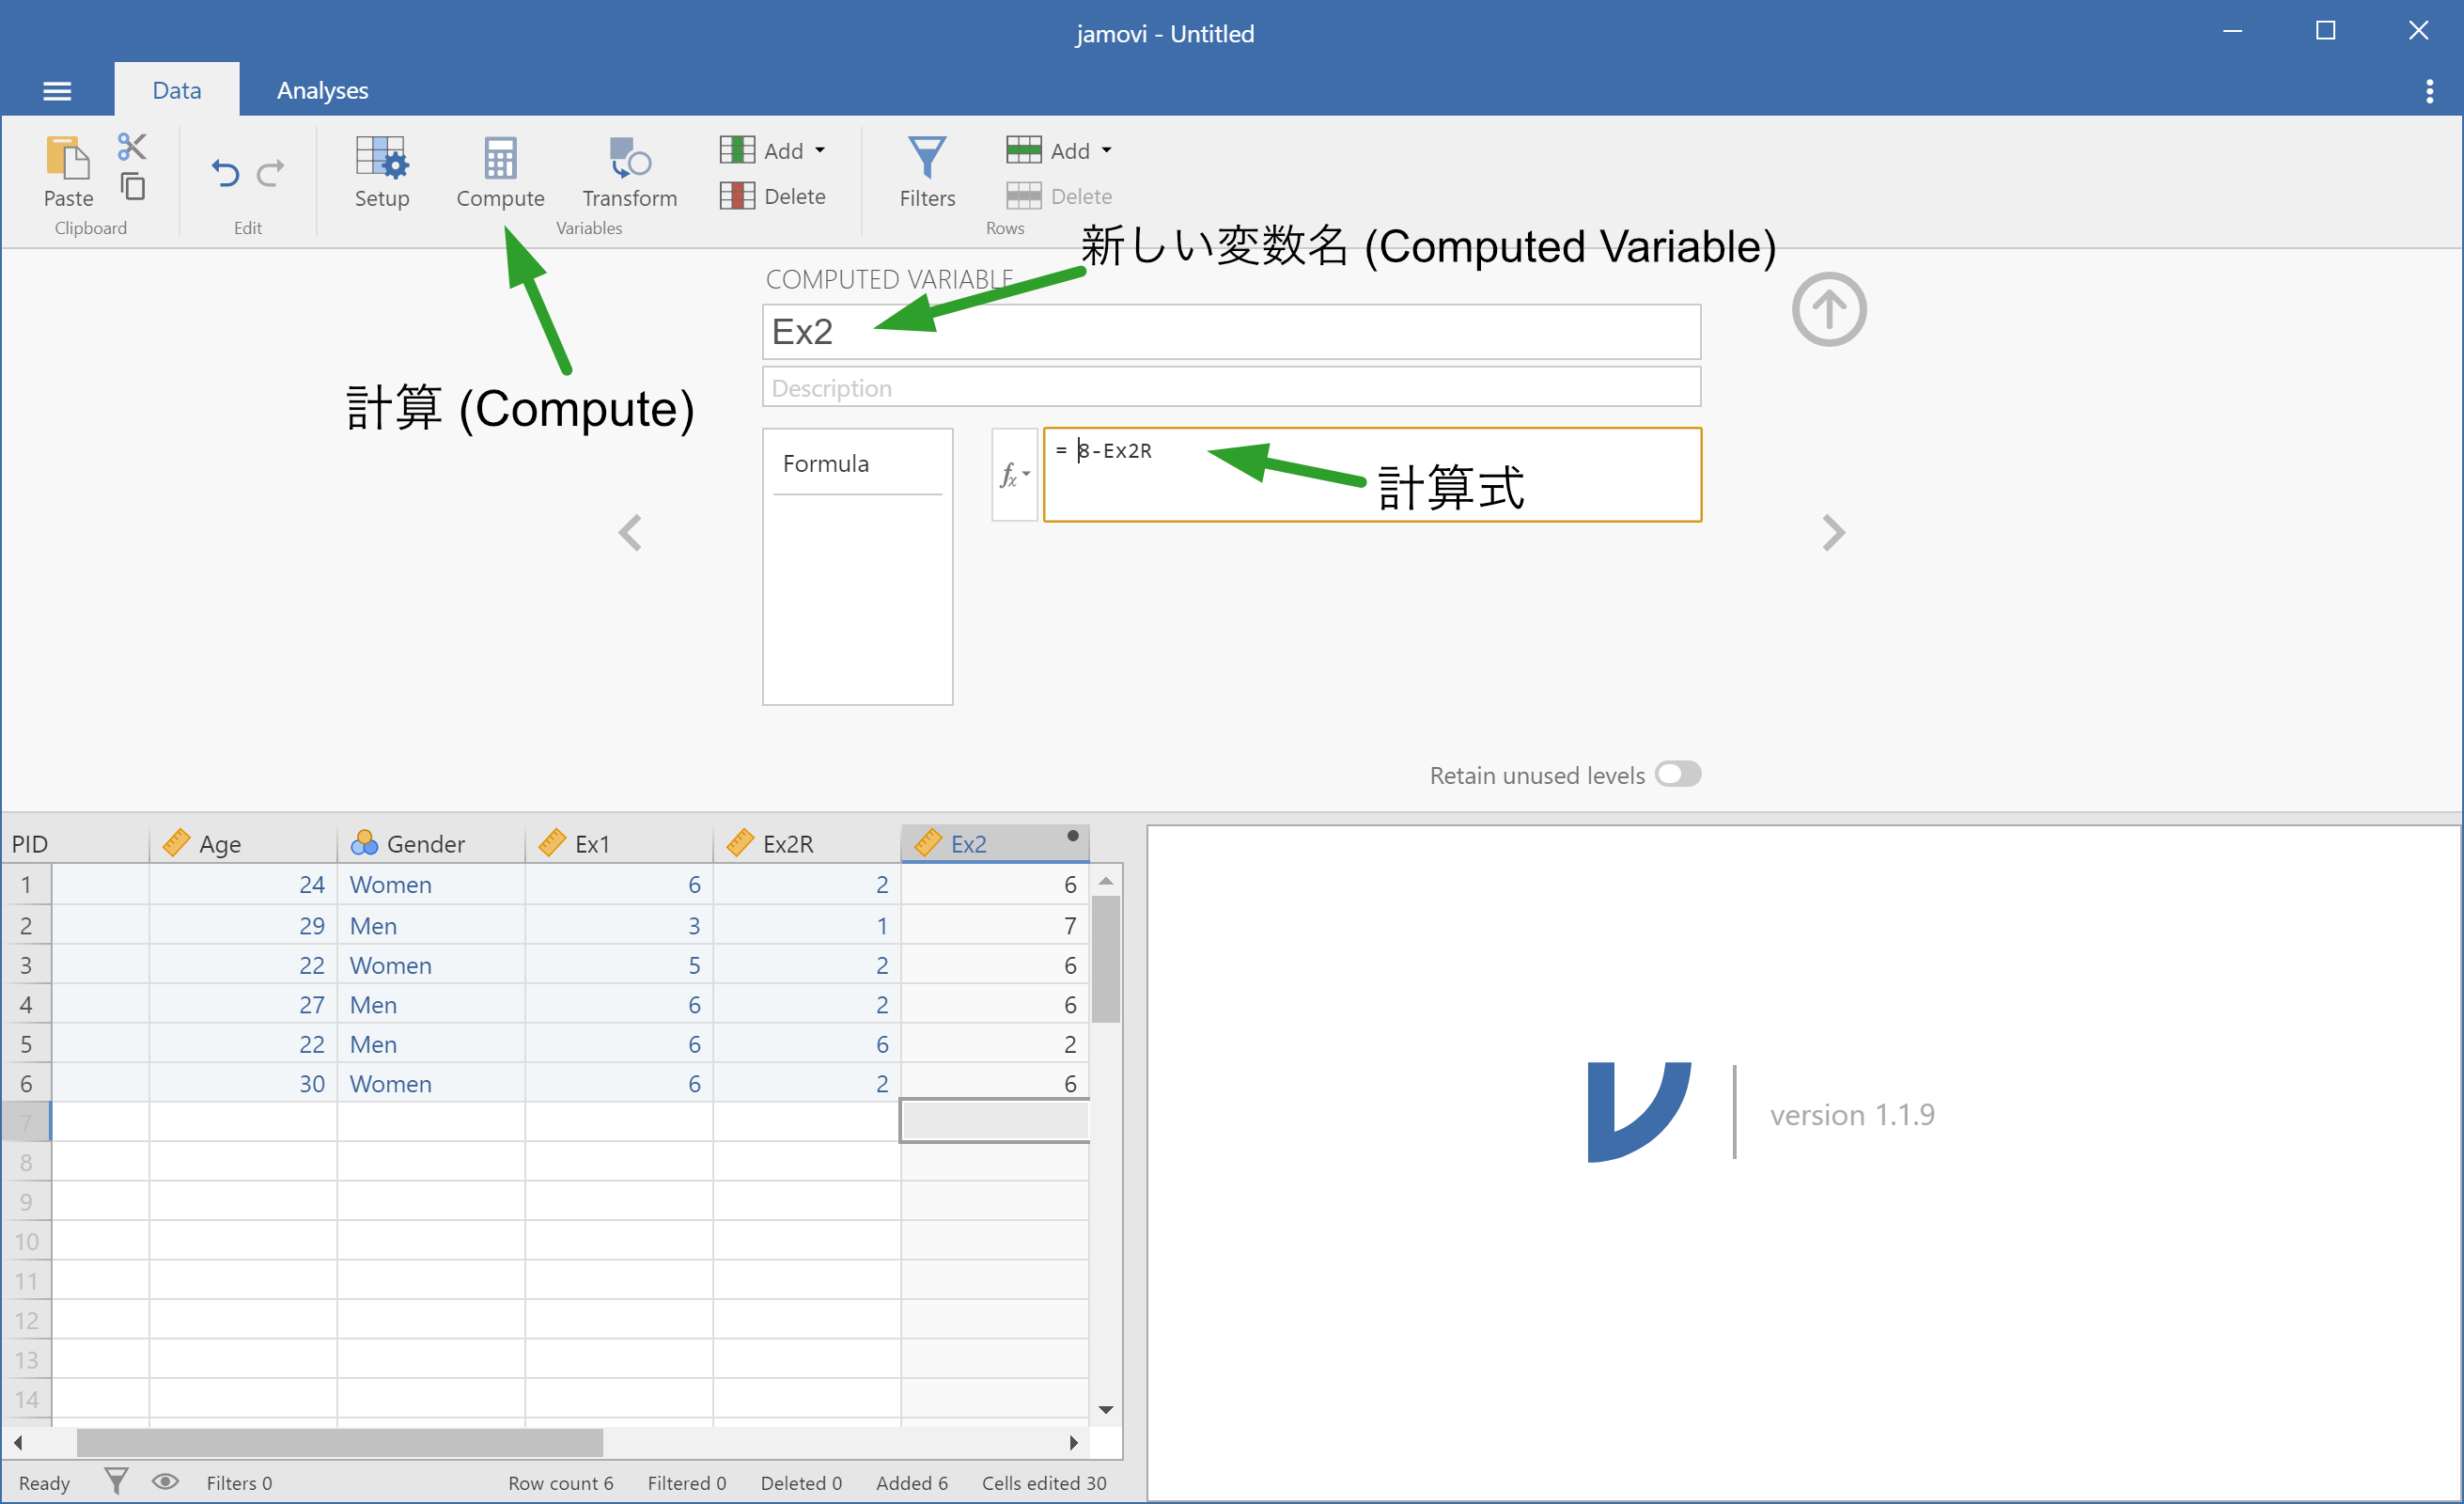 jamovi - Untitled
Data Analyses
Paste Setup Compute Transform Add Delete Filters Add Delete
Clipboard Edit Variables Rows
新しい変数名 (Computed Variable)
COMPUTED VARIABLE
Ex2
計算 (Compute)
Description
Formula
fx
= 8-Ex2R
計算式
Retain unused levels
PID Age Gender Ex1 Ex2R Ex2
1 24 Women 6 2 6
2 29 Men 3 1 7
3 22 Women 5 2 6
4 27 Men 6 2 6
5 22 Men 6 6 2
6 30 Women 6 2 6
7
8
9
10
11
12
13
14
version 1.1.9
Ready Filters 0 Row count 6 Filtered 0 Deleted 0 Added 6 Cells edited 30